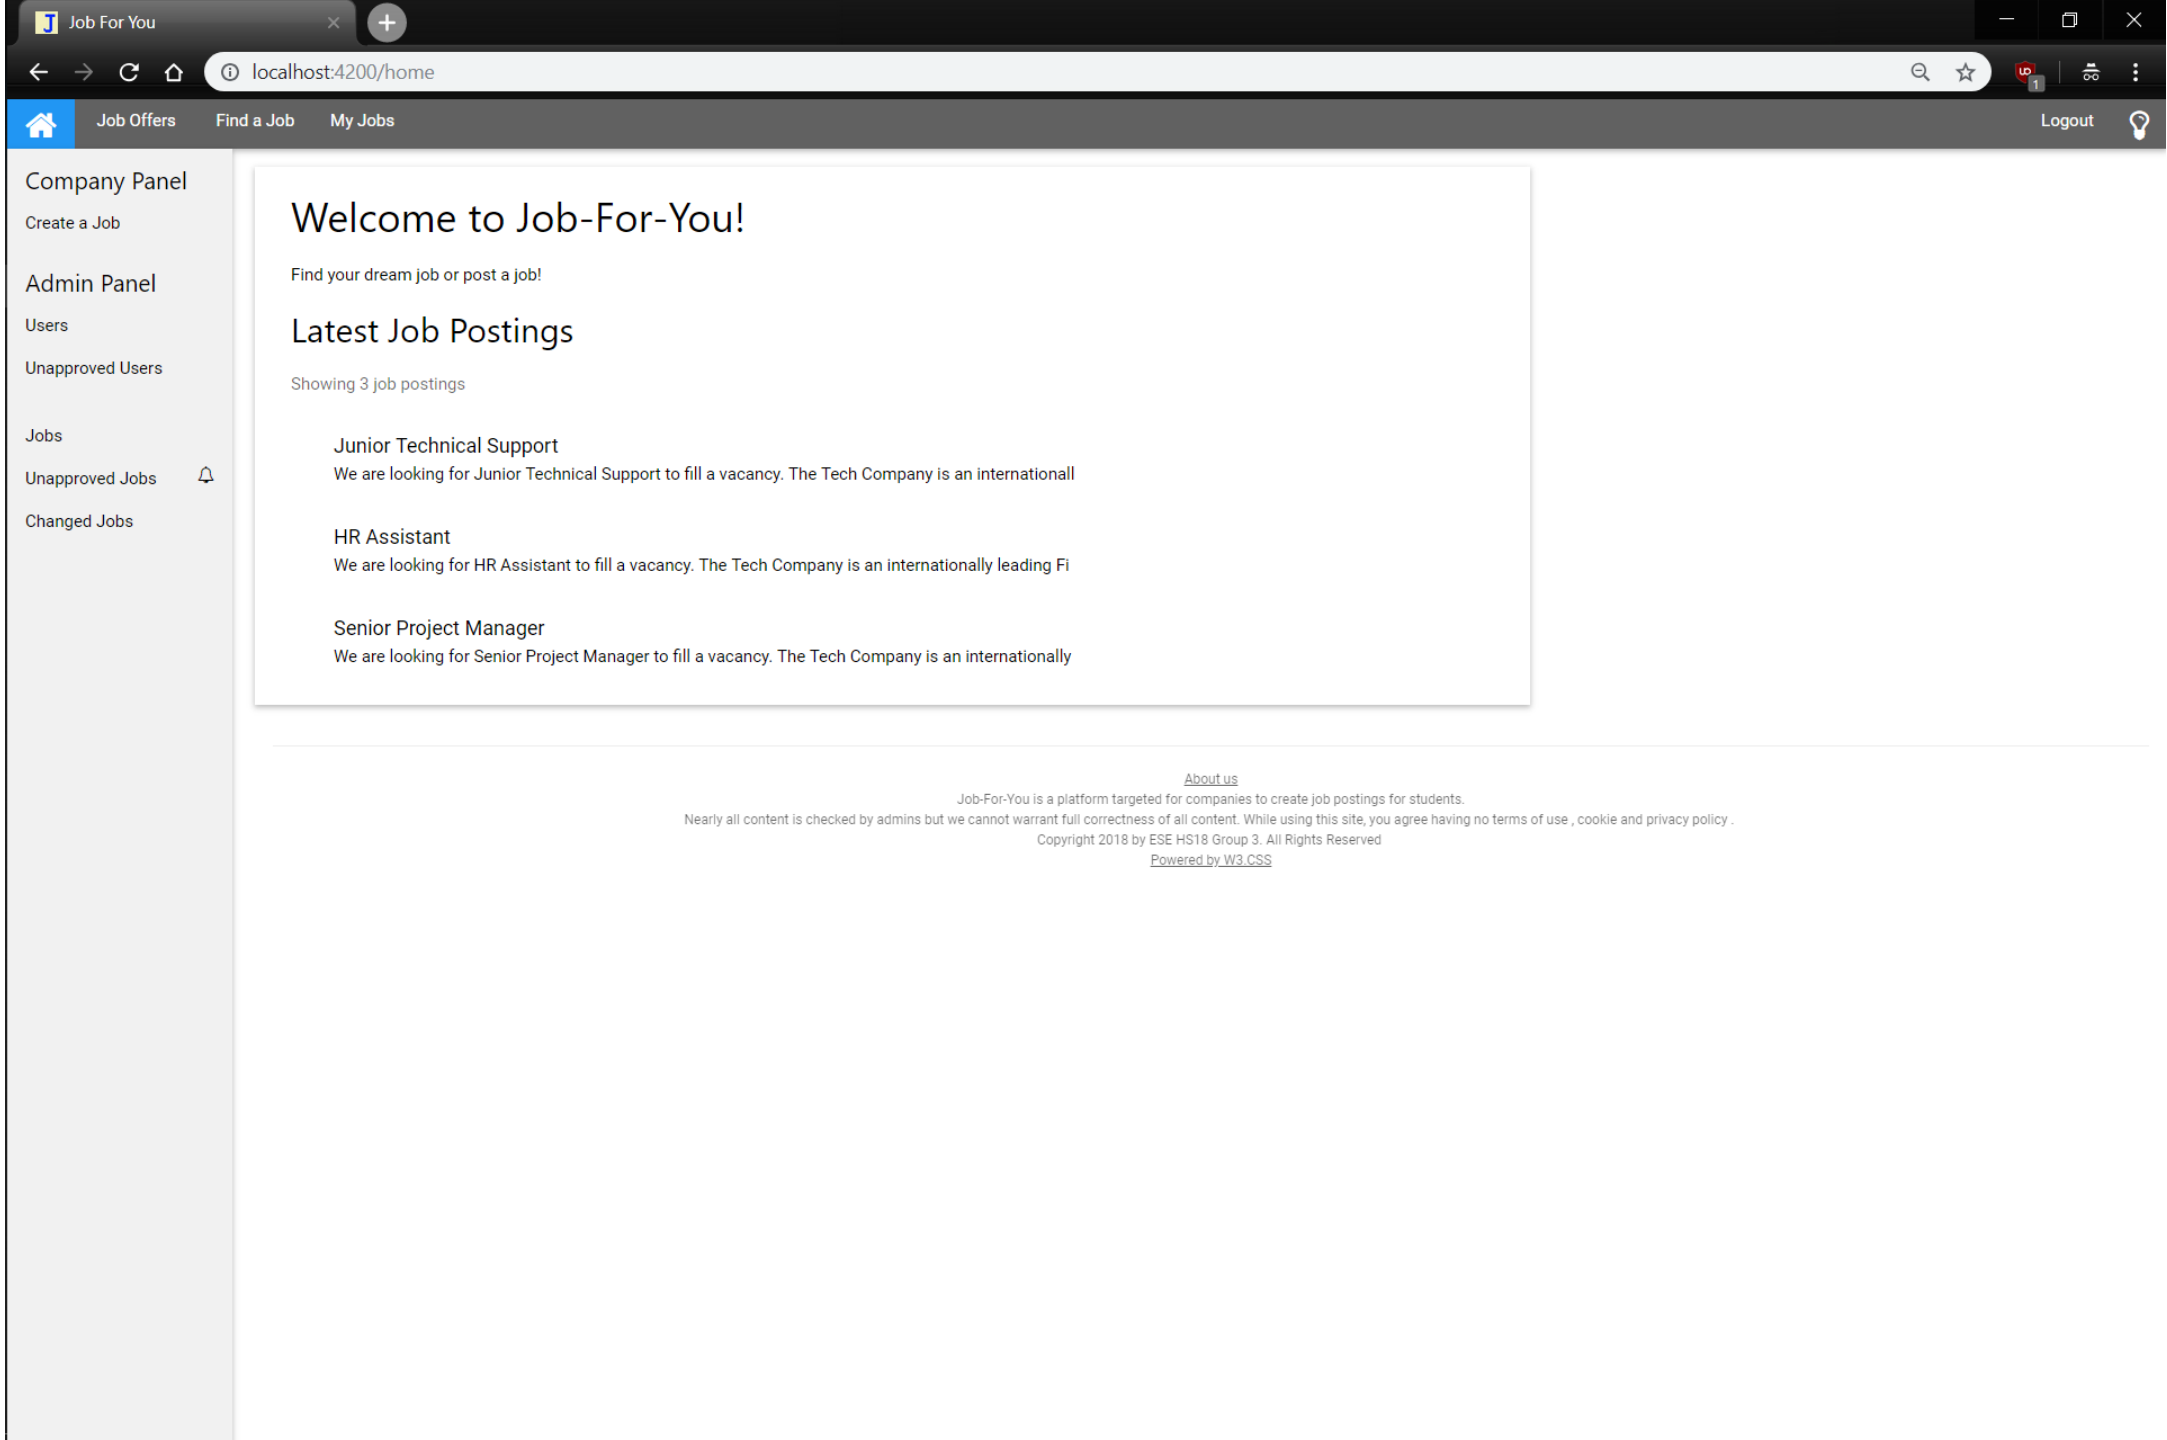 Job For You
localhost:4200/home
1
Job Offers Find a Job My Jobs Logout
Company Panel
Create a Job
Admin Panel
Users
Unapproved Users
Jobs
Unapproved Jobs
Changed Jobs
Welcome to Job-For-You!
Find your dream job or post a job!
Latest Job Postings
Showing 3 job postings
Junior Technical Support
We are looking for Junior Technical Support to fill a vacancy. The Tech Company is an internationall
HR Assistant
We are looking for HR Assistant to fill a vacancy. The Tech Company is an internationally leading Fi
Senior Project Manager
We are looking for Senior Project Manager to fill a vacancy. The Tech Company is an internationally
About us
Job-For-You is a platform targeted for companies to create job postings for students.
Nearly all content is checked by admins but we cannot warrant full correctness of all content. While using this site, you agree having no terms of use , cookie and privacy policy .
Copyright 2018 by ESE HS18 Group 3. All Rights Reserved
Powered by W3.CSS